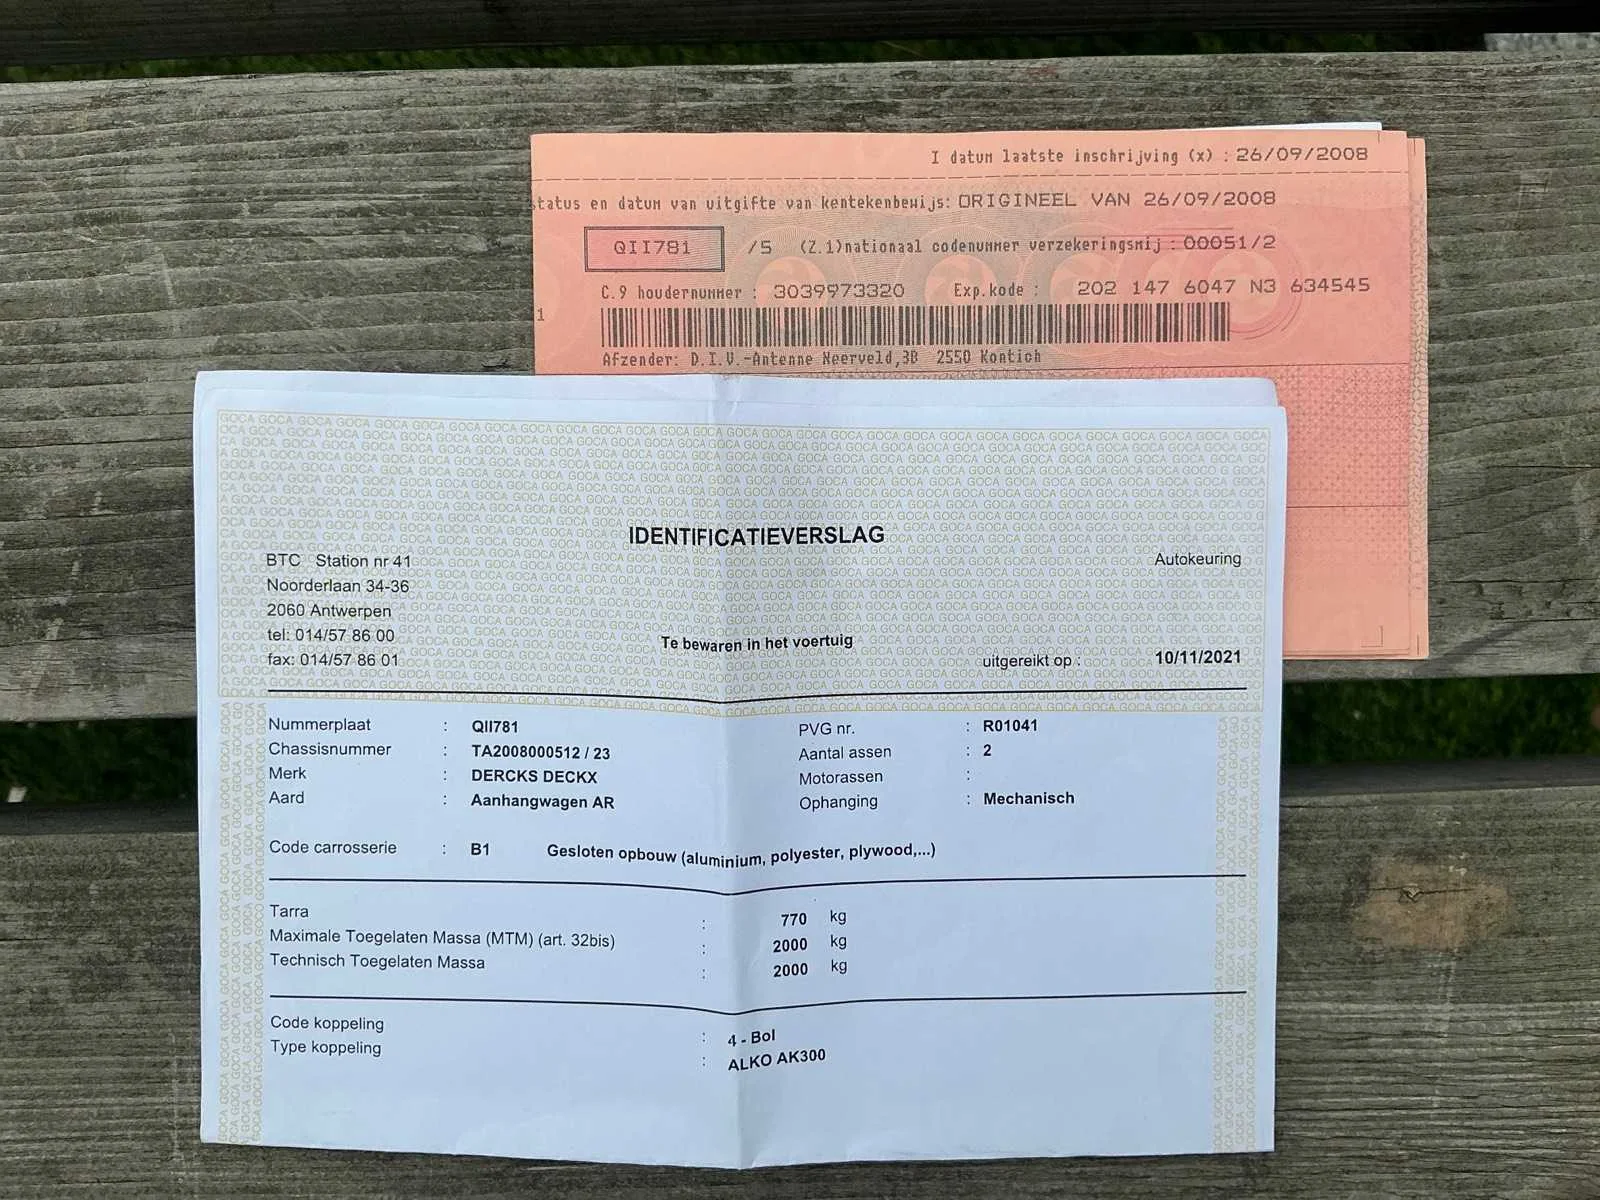 I datum laatste inschrijving (x) : 26/09/2008
status en datum van uitgifte van kentekenbewijs: ORIGINEEL VAN 26/09/2008
QII781 /5 (Z.1)nationaal codenummer verzekeringsmij : 00051/2
C.9 houdernummer : 3039973320 Exp.kode : 202 147 6047 N3 634545
1
Afzender: D.I.V.-Antenne Neerveld,3B 2550 Kontich
IDENTIFICATIEVERSLAG
BTC Station nr 41 Autokeuring
Noorderlaan 34-36
2060 Antwerpen
tel: 014/57 86 00 Te bewaren in het voertuig
fax: 014/57 86 01 uitgereikt op : 10/11/2021
Nummerplaat : QII781 PVG nr. : R01041
Chassisnummer : TA2008000512 / 23 Aantal assen : 2
Merk : DERCKS DECKX Motorassen :
Aard : Aanhangwagen AR Ophanging : Mechanisch
Code carrosserie : B1 Gesloten opbouw (aluminium, polyester, plywood,...)
Tarra : 770 kg
Maximale Toegelaten Massa (MTM) (art. 32bis) : 2000 kg
Technisch Toegelaten Massa : 2000 kg
Code koppeling : 4 - Bol
Type koppeling : ALKO AK300